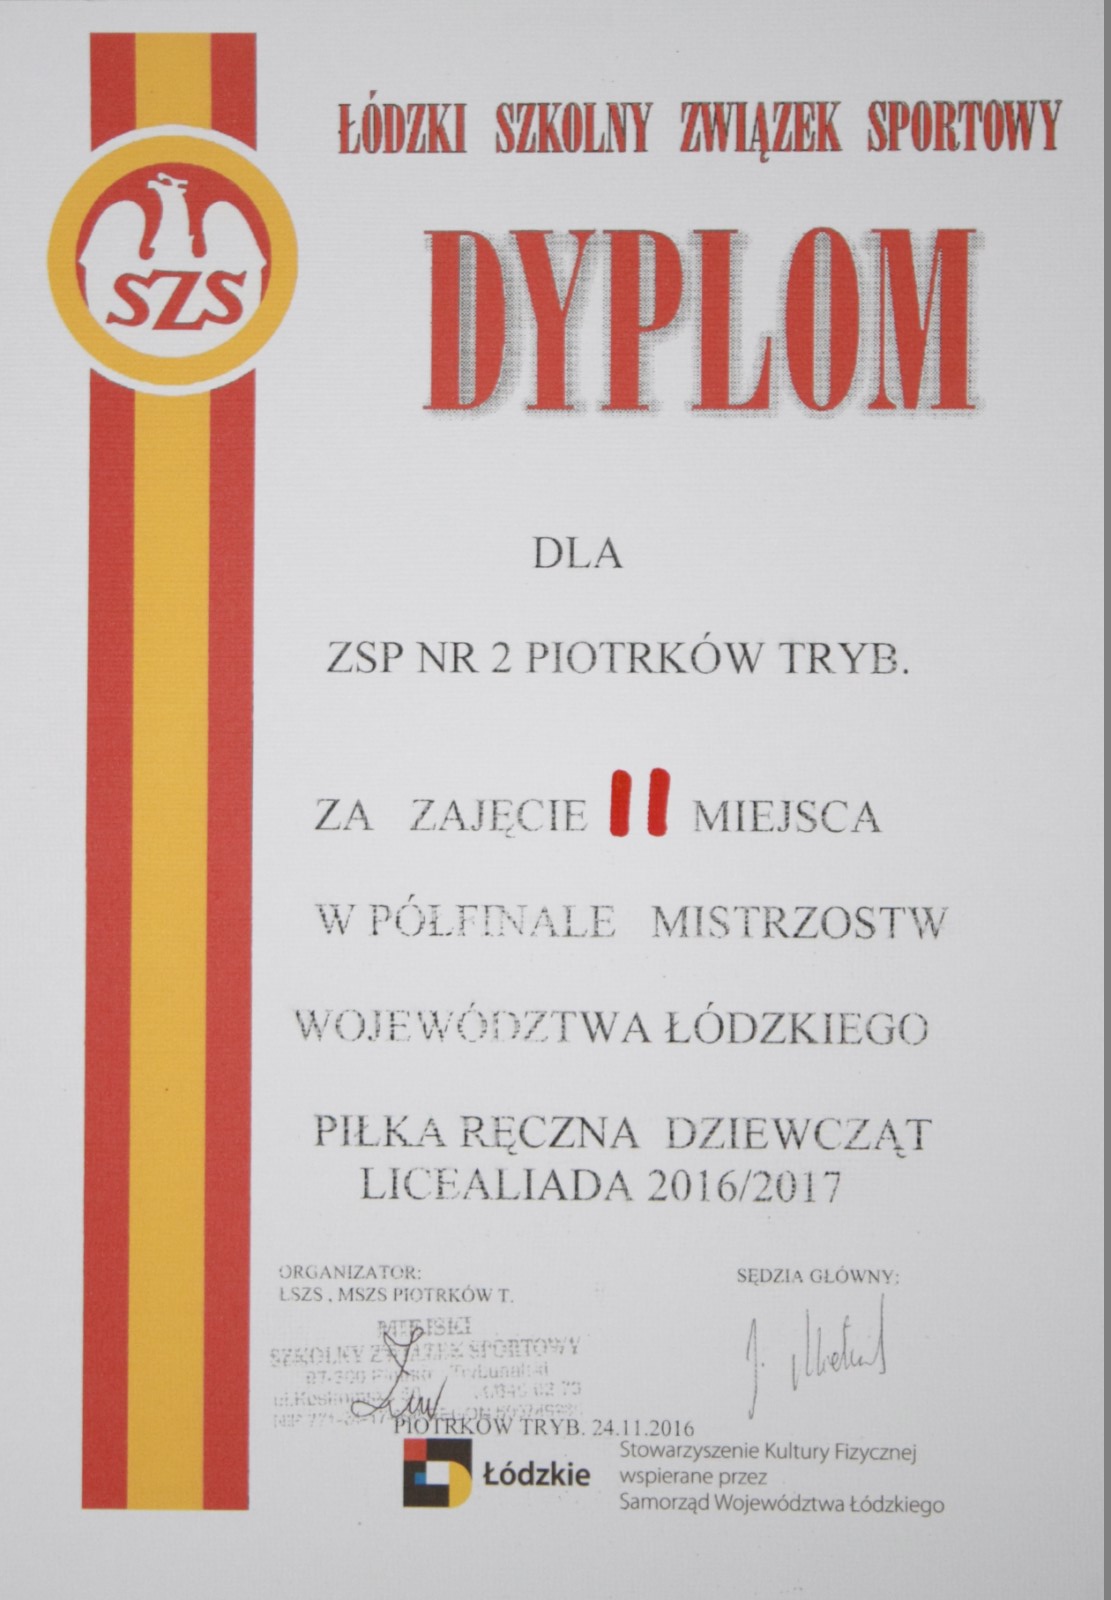 ŁÓDZKI SZKOLNY ZWIĄZEK SPORTOWY
SZS
DYPLOM
DLA
ZSP NR 2 PIOTRKÓW TRYB.
ZA ZAJĘCIE II MIEJSCA
W PÓŁFINALE MISTRZOSTW
WOJEWÓDZTWA ŁÓDZKIEGO
PIŁKA RĘCZNA DZIEWCZĄT
LICEALIADA 2016/2017
ORGANIZATOR:
ŁSZS , MSZS PIOTRKÓW T.
SĘDZIA GŁÓWNY:
MIEJSKI
SZKOLNY ZWIĄZEK SPORTOWY
PIOTRKÓW TRYB. 24.11.2016
Łódzkie
Stowarzyszenie Kultury Fizycznej
wspierane przez
Samorząd Województwa Łódzkiego